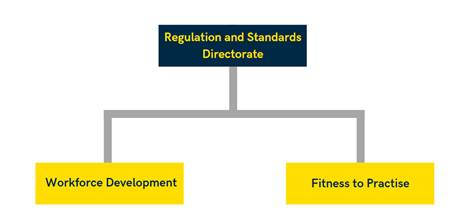 Regulation and Standards
Directorate
Workforce Development
Fitness to Practise